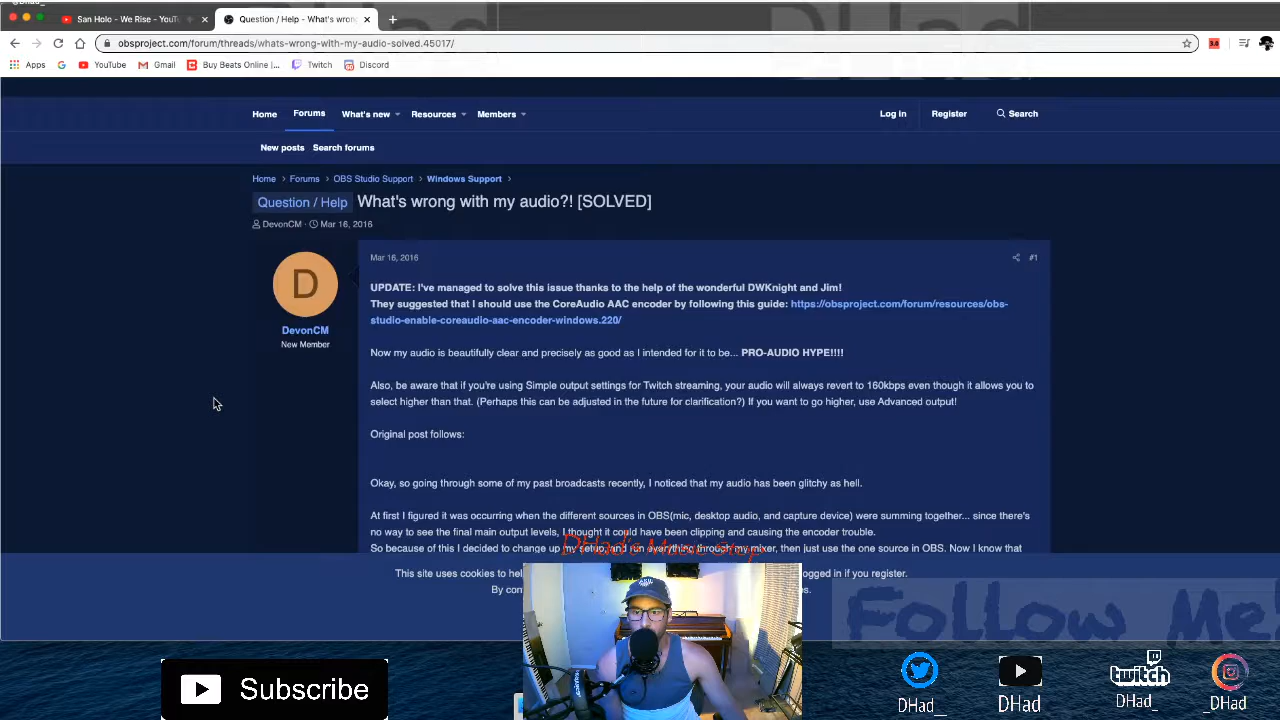 @DHad_
San Holo - We Rise - YouT
Question / Help - What's wron
obsproject.com/forum/threads/whats-wrong-with-my-audio-solved.45017/
3.0
Apps
YouTube
Gmail
Buy Beats Online |...
Twitch
Discord
Home
Forums
What's new
Resources
Members
Log in
Register
Search
New posts
Search forums
Home > Forums > OBS Studio Support > Windows Support >
Question / Help What's wrong with my audio?! [SOLVED]
DevonCM · Mar 16, 2016
D
DevonCM
New Member
Mar 16, 2016
#1
UPDATE: I've managed to solve this issue thanks to the help of the wonderful DWKnight and Jim!
They suggested that I should use the CoreAudio AAC encoder by following this guide: https://obsproject.com/forum/resources/obs-
studio-enable-coreaudio-aac-encoder-windows.220/
Now my audio is beautifully clear and precisely as good as I intended for it to be... PRO-AUDIO HYPE!!!!
Also, be aware that if you're using Simple output settings for Twitch streaming, your audio will always revert to 160kbps even though it allows you to
select higher than that. (Perhaps this can be adjusted in the future for clarification?) If you want to go higher, use Advanced output!
Original post follows:
Okay, so going through some of my past broadcasts recently, I noticed that my audio has been glitchy as hell.
At first I figured it was occurring when the different sources in OBS(mic, desktop audio, and capture device) were summing together... since there's
no way to see the final main output levels, I thought it could have been clipping and causing the encoder trouble.
So because of this I decided to change up my setup, and run everything through my mixer, then just use the one source in OBS. Now I know that
DHad's Music Stop
This site uses cookies to hel
ogged in if you register.
By con
Follow Me!
Subscribe
DHad__
DHad
twitch
DHad_
_DHad